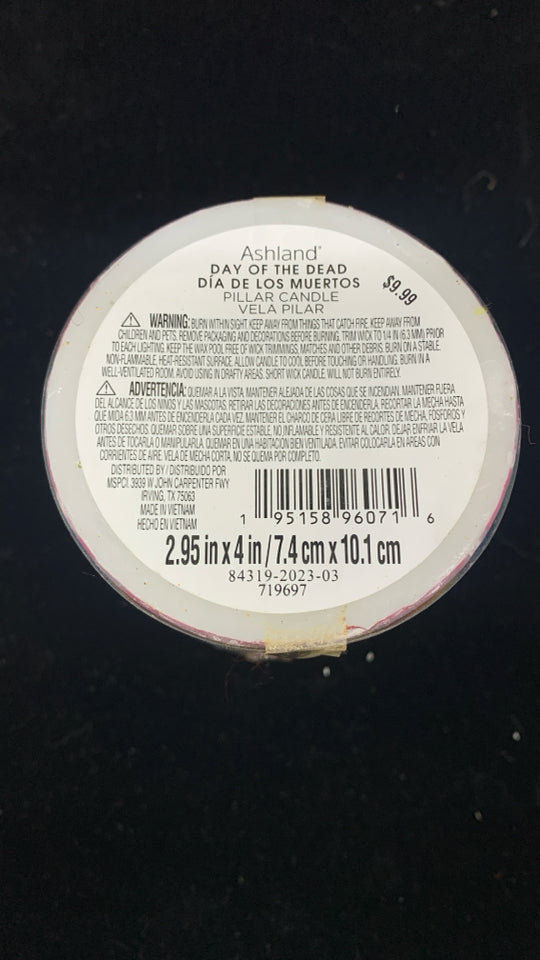 Ashland®
DAY OF THE DEAD
DÍA DE LOS MUERTOS
PILLAR CANDLE
VELA PILAR
$9.99
⚠ WARNING: BURN WITHIN SIGHT. KEEP AWAY FROM THINGS THAT CATCH FIRE. KEEP AWAY FROM
CHILDREN AND PETS. REMOVE PACKAGING AND DECORATIONS BEFORE BURNING. TRIM WICK TO 1/4 IN (6.3 MM) PRIOR
TO EACH LIGHTING. KEEP THE WAX POOL FREE OF WICK TRIMMINGS, MATCHES AND OTHER DEBRIS. BURN ON A STABLE,
NON-FLAMMABLE, HEAT-RESISTANT SURFACE. ALLOW CANDLE TO COOL BEFORE TOUCHING OR HANDLING. BURN IN A
WELL-VENTILATED ROOM. AVOID USING IN DRAFTY AREAS. SHORT WICK CANDLE. WILL NOT BURN ENTIRELY.
⚠ ADVERTENCIA: QUEMAR A LA VISTA. MANTENER ALEJADA DE LAS COSAS QUE SE INCENDIAN. MANTENER FUERA
DEL ALCANCE DE LOS NIÑOS Y LAS MASCOTAS. RETIRAR LAS DECORACIONES ANTES DE ENCENDERLA. RECORTAR LA MECHA HASTA
QUE MIDA 6,3 MM ANTES DE ENCENDERLA CADA VEZ. MANTENER EL CHARCO DE CERA LIBRE DE RECORTES DE MECHA, FÓSFOROS Y
OTROS DESECHOS. QUEMAR SOBRE UNA SUPERFICIE ESTABLE, NO INFLAMABLE Y RESISTENTE AL CALOR. DEJAR ENFRIAR LA VELA
ANTES DE TOCARLA O MANIPULARLA. QUEMAR EN UNA HABITACION BIEN VENTILADA. EVITAR COLOCARLA EN AREAS CON
CORRIENTES DE AIRE. VELA DE MECHA CORTA, NO SE QUEMA POR COMPLETO.
DISTRIBUTED BY / DISTRIBUIDO POR
MSPCI. 3939 W JOHN CARPENTER FWY
IRVING, TX 75063
MADE IN VIETNAM
HECHO EN VIETNAM
1 95158 96071 6
2.95 in x 4 in / 7.4 cm x 10.1 cm
84319-2023-03
719697